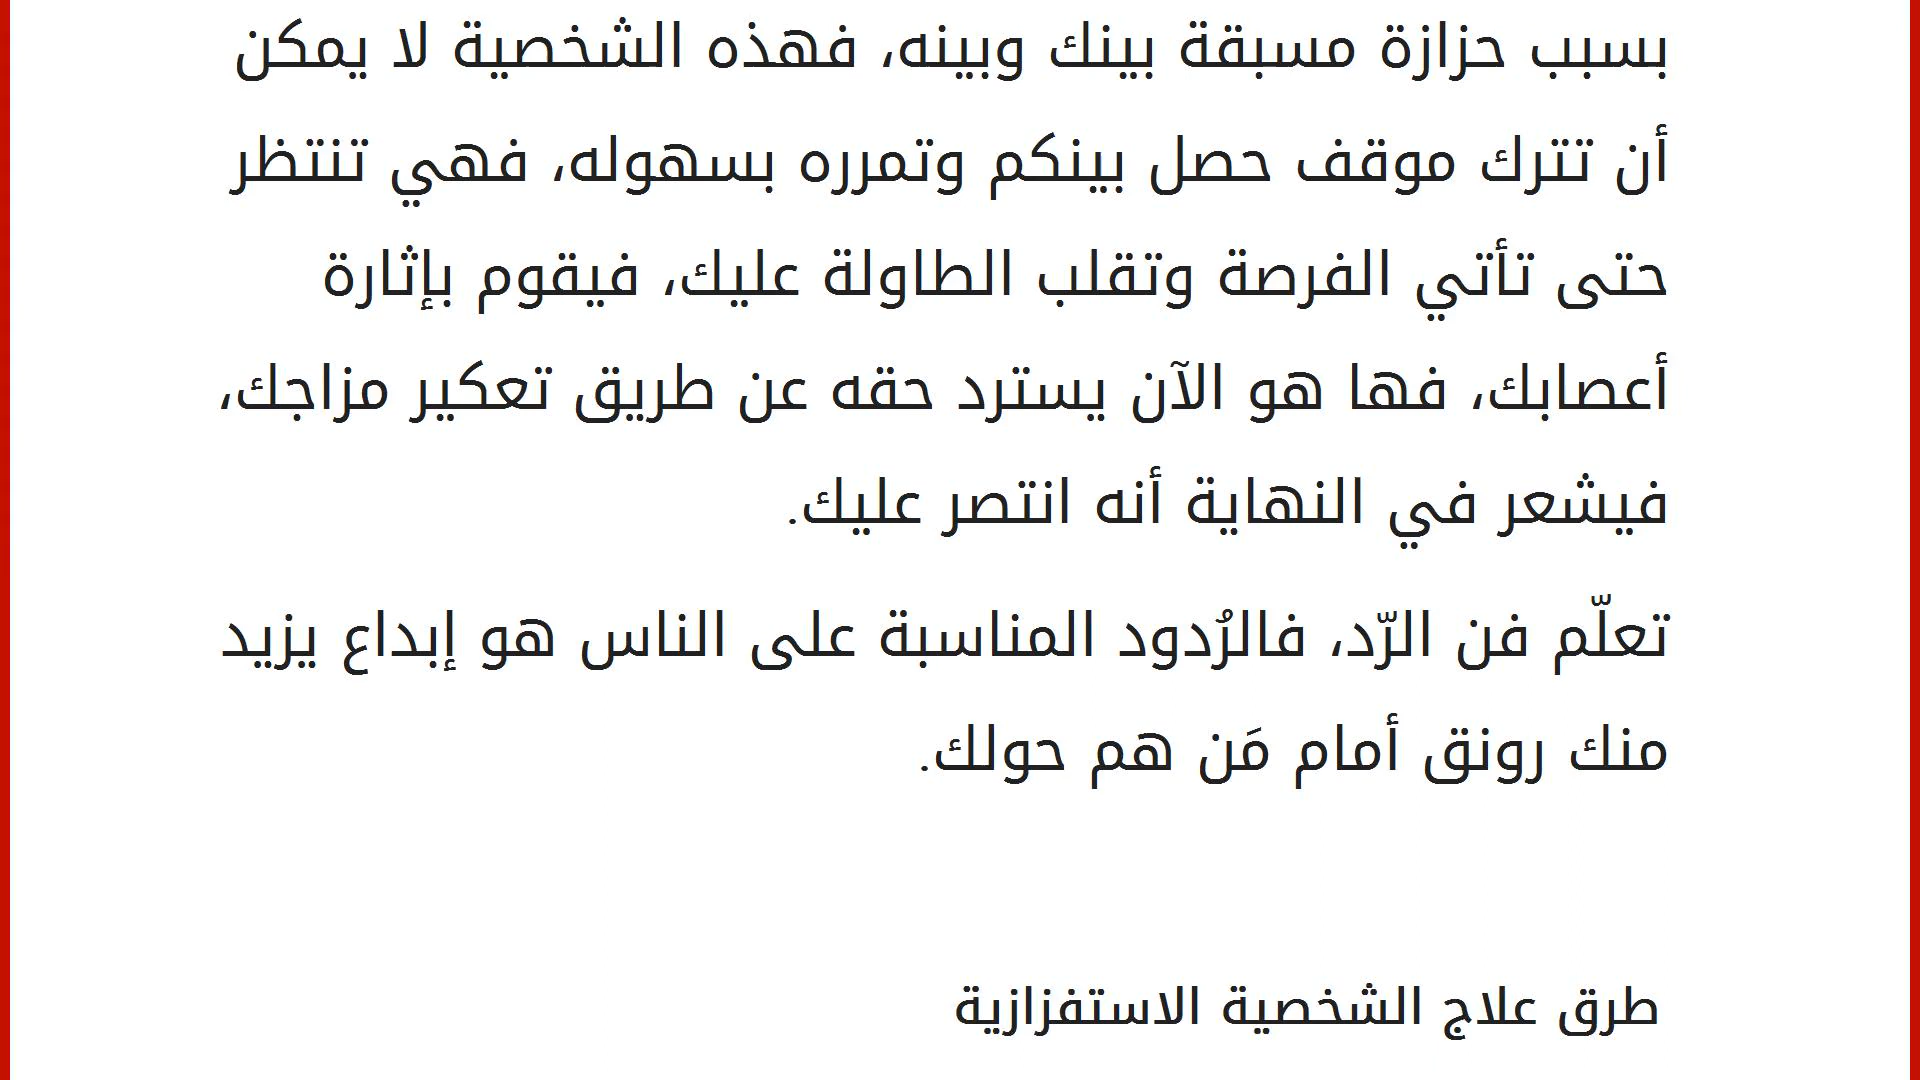 بسبب حزازة مسبقة بينك وبينه، فهذه الشخصية لا يمكن
أن تترك موقف حصل بينكم وتمرره بسهوله، فهي تنتظر
حتى تأتي الفرصة وتقلب الطاولة عليك، فيقوم بإثارة
أعصابك، فها هو الآن يسترد حقه عن طريق تعكير مزاجك،
فيشعر في النهاية أنه انتصر عليك.
تعلّم فن الرّد، فالرُدود المناسبة على الناس هو إبداع يزيد
منك رونق أمام مَن هم حولك.
طرق علاج الشخصية الاستفزازية